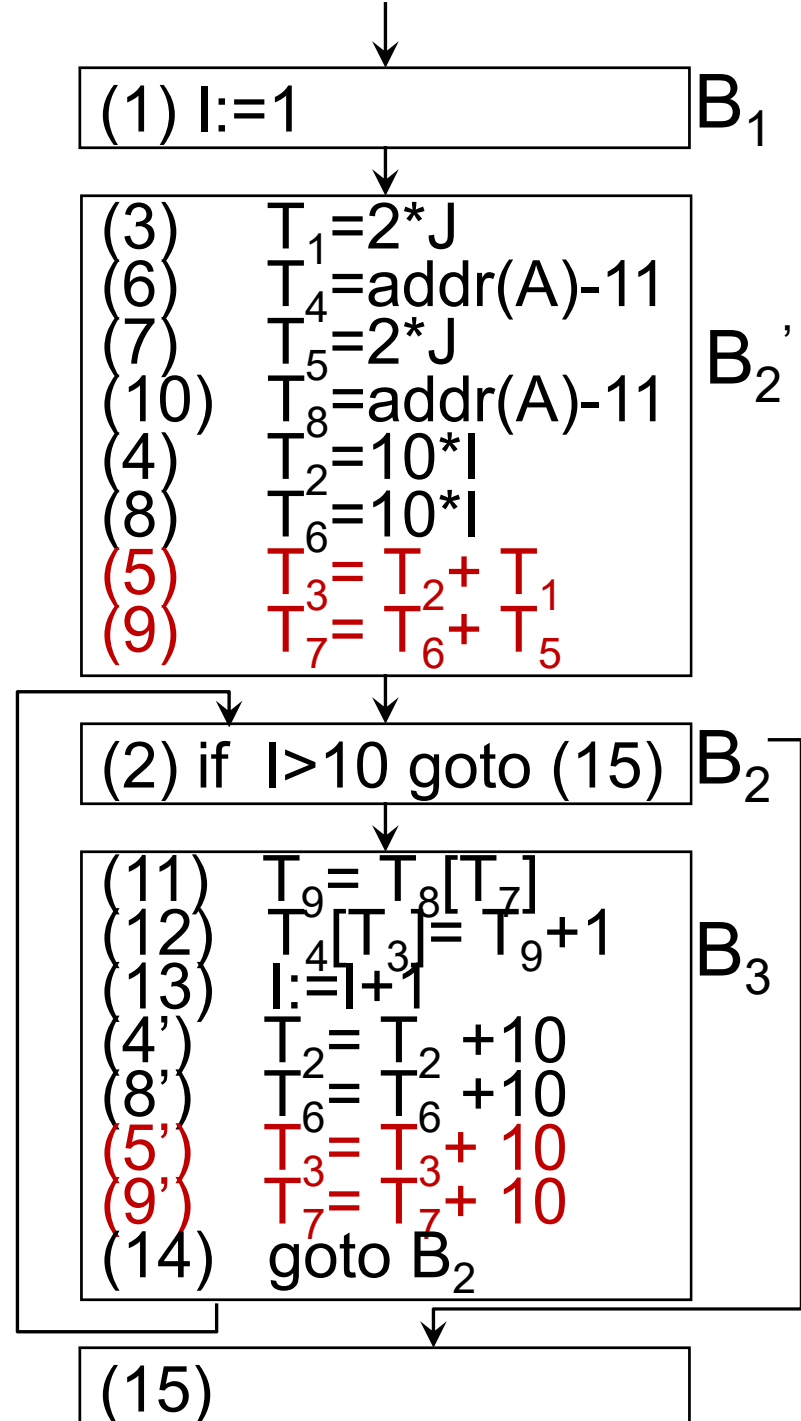 (1) I:=1 B₁
(3) T₁=2*J
(6) T₄=addr(A)-11
(7) T₅=2*J
(10) T₈=addr(A)-11
(4) T₂=10*I
(8) T₆=10*I
(5) T₃= T₂+ T₁
(9) T₇= T₆+ T₅
B₂’
(2) if I>10 goto (15) B₂
(11) T₉= T₈[T₇]
(12) T₄[T₃]= T₉+1
(13) I:=I+1
(4’) T₂= T₂ +10
(8’) T₆= T₆ +10
(5’) T₃= T₃+ 10
(9’) T₇= T₇+ 10
(14) goto B₂
B₃
(15)